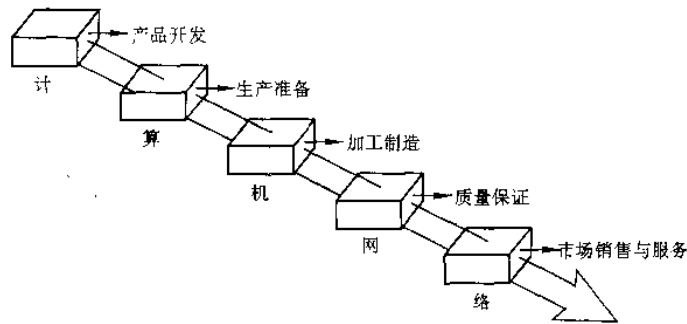 产品开发
计
生产准备
算
加工制造
机
质量保证
网
市场销售与服务
络